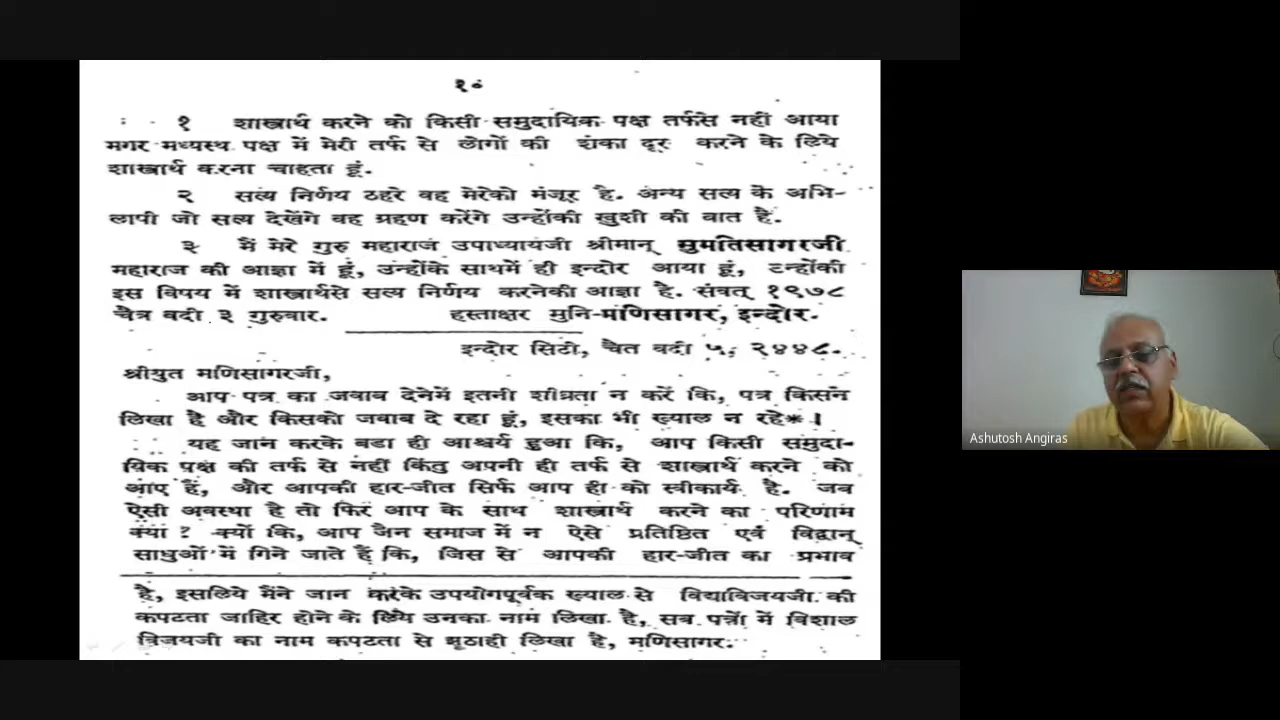 १०
१ शास्त्रार्थ करने को किसी समुदायिक पक्ष तर्फसे नहीं आया
मगर मध्यस्थ पक्ष में मेरी तर्फ से लोगों की शंका दूर करने के लिये
शास्त्रार्थ करना चाहता हूं.
२ सत्य निर्णय ठहरे वह मेरेको मंजूर है. अन्य सत्य के अभि-
लाषी जो सत्य देखेंगे वह ग्रहण करेंगे उन्होंकी खुशी की बात है.
३ मैं मेरे गुरु महाराज उपाध्यायजी श्रीमान् सुमतिसागरजी
महाराज की आज्ञा में हूं, उन्होंके साथमें ही इन्दोर आया हूं, उन्होंकी
इस विषय में शास्त्रार्थसे सत्य निर्णय करनेकी आज्ञा है. संवत् १९७८
चैत्र वदी ३ गुरुवार. हस्ताक्षर मुनि-मणिसागर, इन्दोर.
इन्दोर सिटी, चैत वदी ५, २४४८.
श्रीयुत मणिसागरजी,
आप पत्र का जवाब देनेमें इतनी शीघ्रता न करें कि, पत्र किसने
लिखा है और किसको जवाब दे रहा हूं, इसका भी ख्याल न रहे*।
यह जान करके बडा ही आश्चर्य हुआ कि, आप किसी समुदा-
यिक पक्ष की तर्फ से नहीं किंतु अपनी ही तर्फ से शास्त्रार्थ करने को
आए हैं, और आपकी हार-जीत सिर्फ आप ही को स्वीकार्य है. जब
ऐसी अवस्था है तो फिर आप के साथ शास्त्रार्थ करने का परिणाम
क्या? क्यों कि, आप जैन समाज में न ऐसे प्रतिष्ठित एवं विद्वान्
साधुओं में गिने जाते हैं कि, जिस से आपकी हार-जीत का प्रभाव
है, इसलिये मैंने जान करके उपयोगपूर्वक ख्याल से विद्याविजयजी की
कपटता जाहिर होने के लिये उनका नाम लिखा है, सब पत्रों में विशाल
विजयजी का नाम कपटता से झूठाही लिखा है, मणिसागर.
Ashutosh Angiras